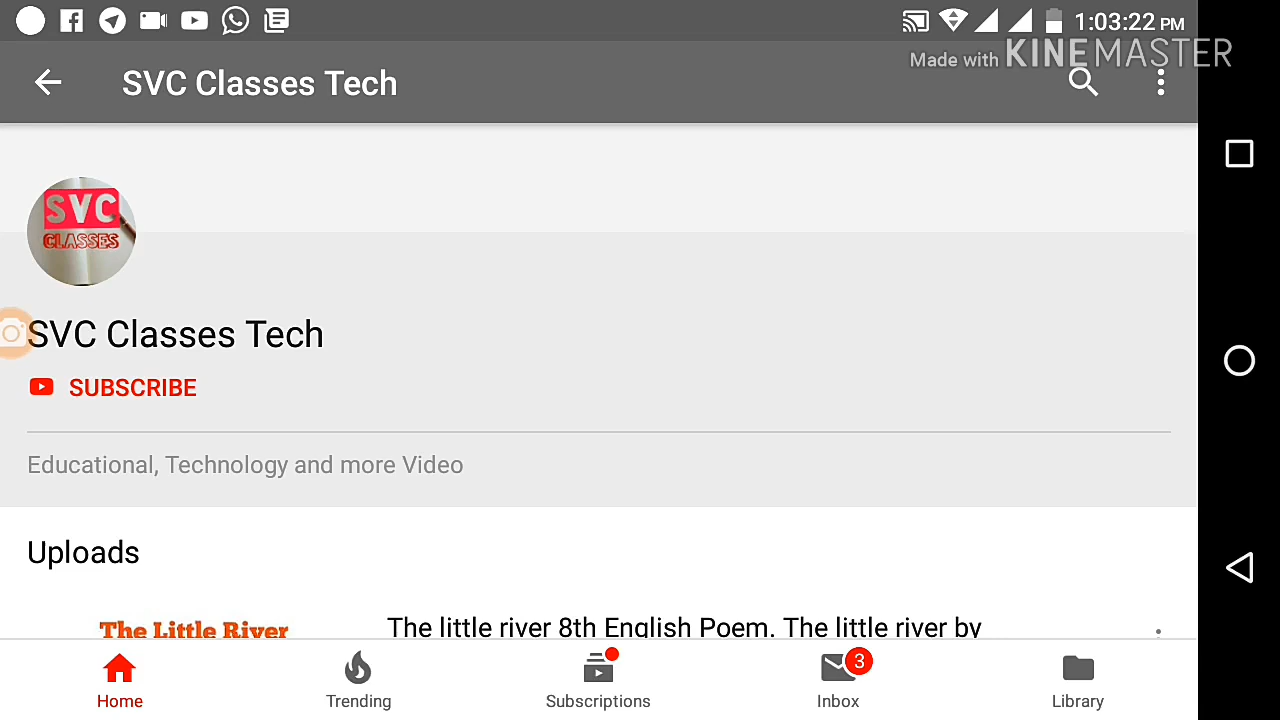 1:03:22 PM
Made with KINEMASTER
SVC Classes Tech
SVC
CLASSES
SVC Classes Tech
SUBSCRIBE
Educational, Technology and more Video
Uploads
The Little River
The little river 8th English Poem. The little river by
Home
Trending
Subscriptions
3
Inbox
Library